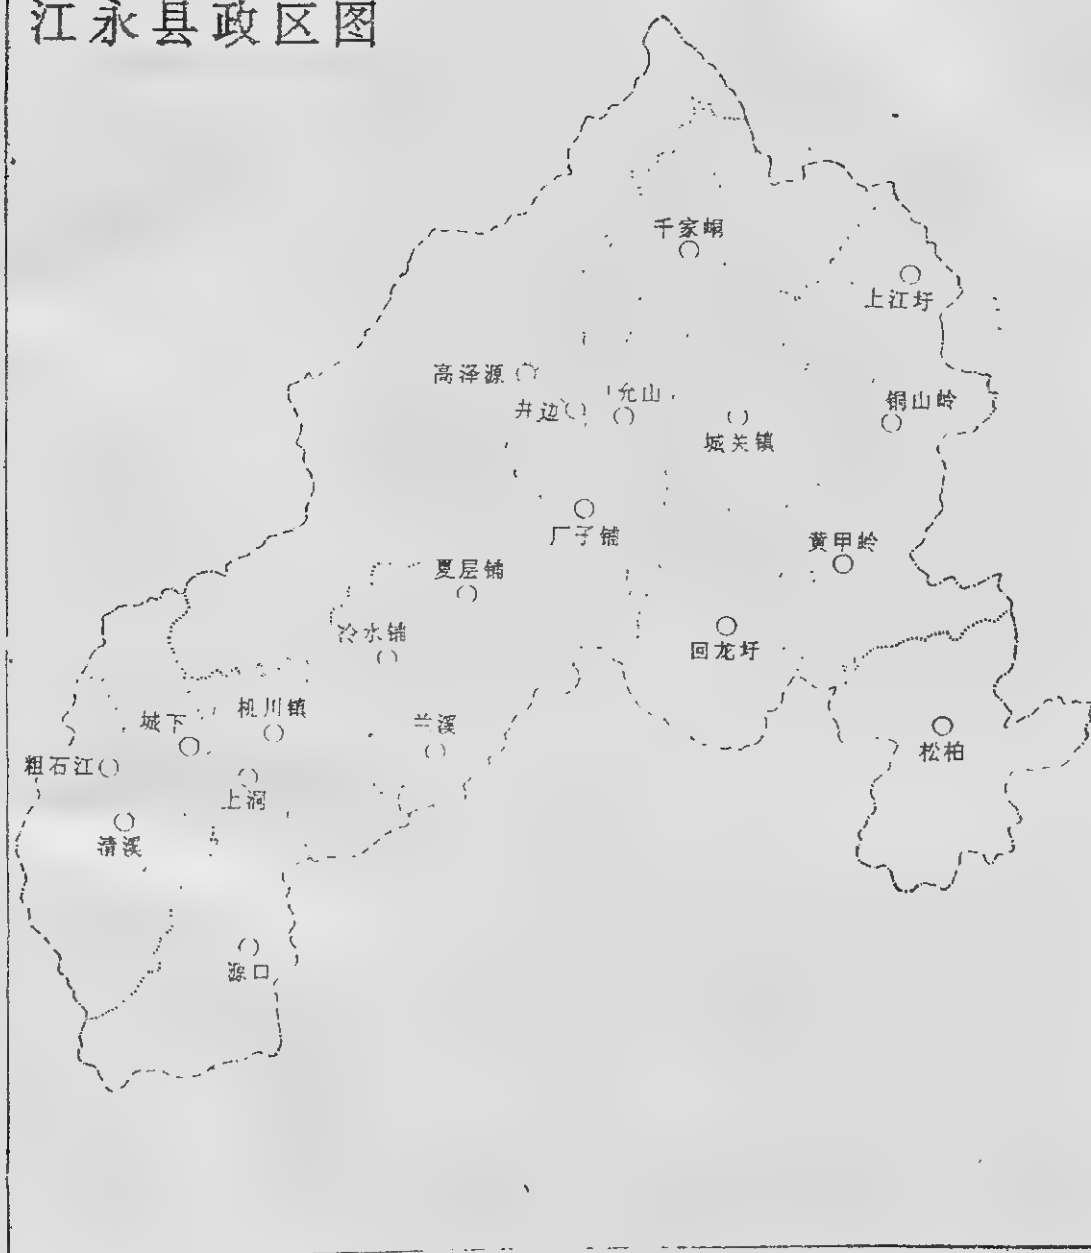 江永县政区图
千家峒
上江圩
高泽源
井边
允山
铜山岭
城关镇
厂子铺
黄甲岭
夏层铺
冷水铺
回龙圩
桃川镇
城下
兰溪
松柏
粗石江
上洞
清溪
源口